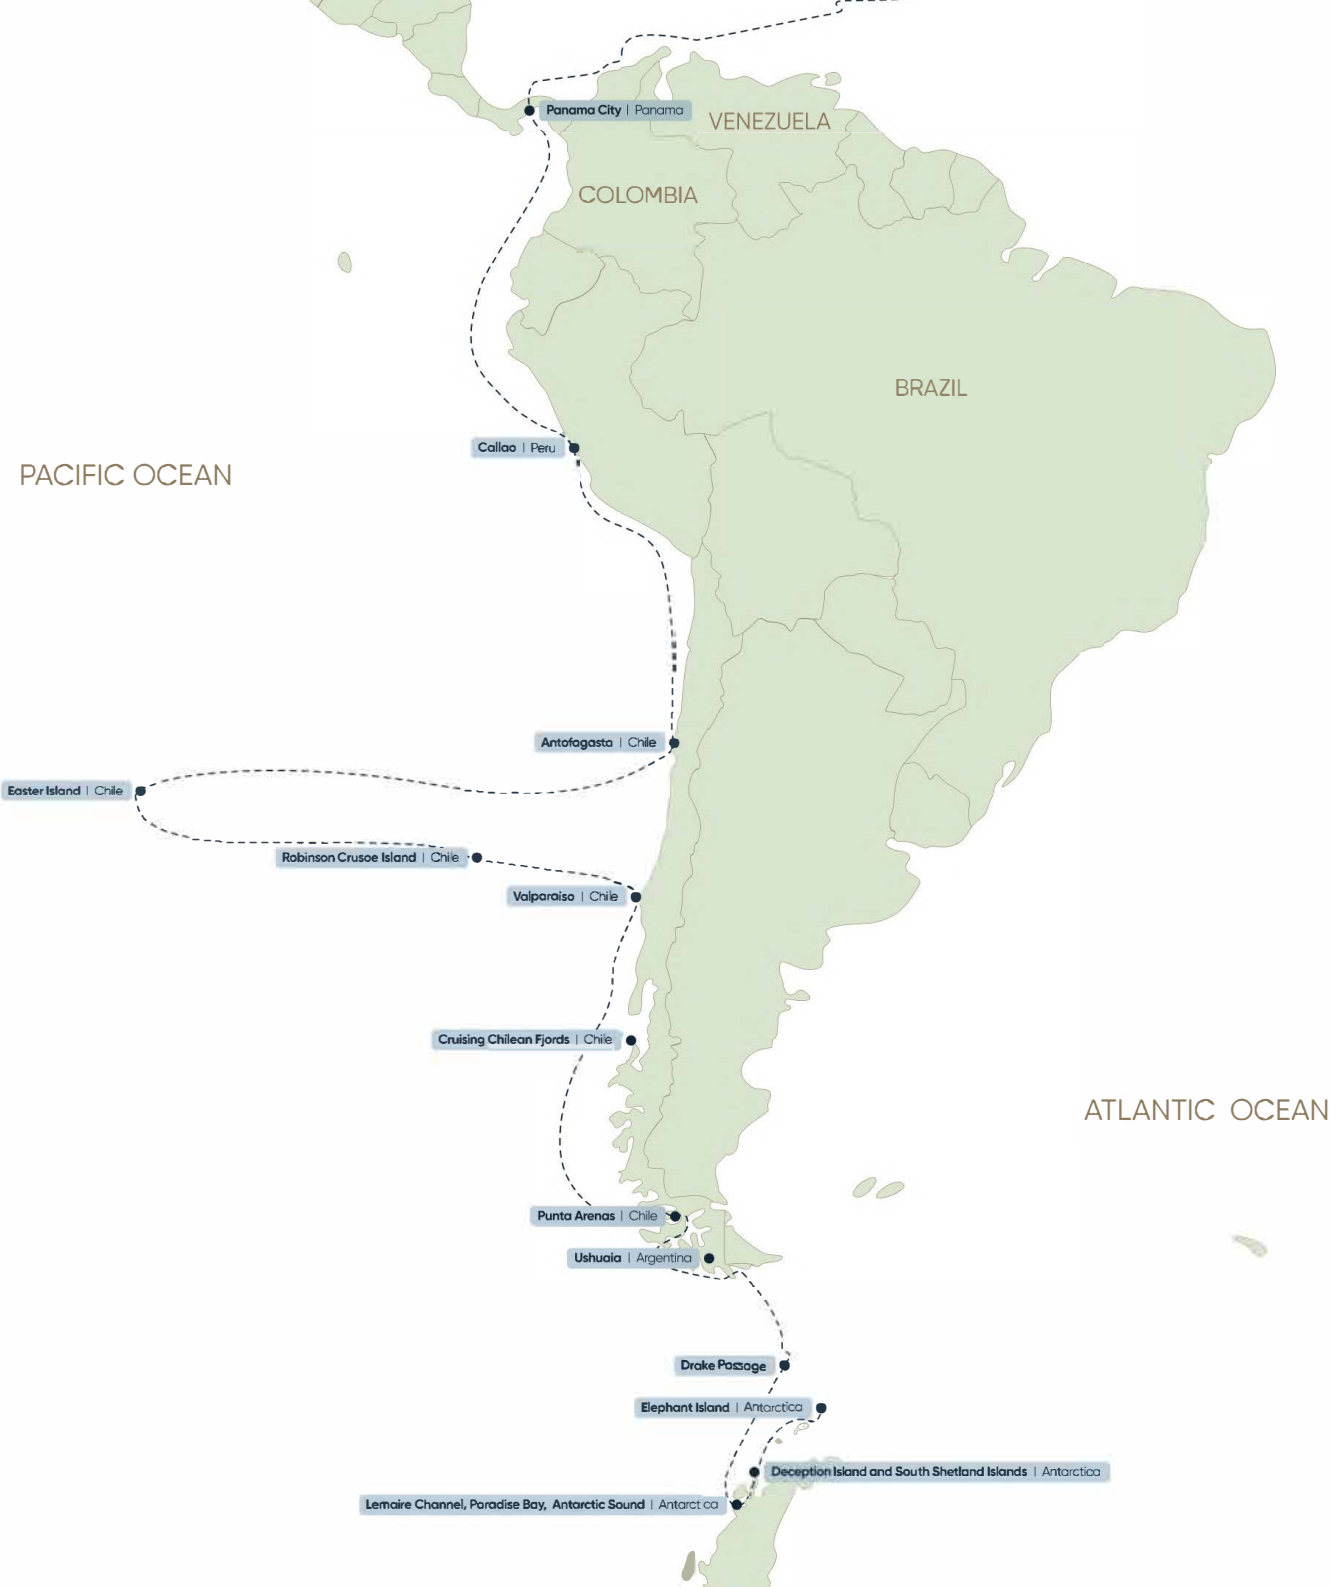 Panama City | Panama
VENEZUELA
COLOMBIA
BRAZIL
Callao | Peru
PACIFIC OCEAN
Antofagasta | Chile
Easter Island | Chile
Robinson Crusoe Island | Chile
Valparaiso | Chile
Cruising Chilean Fjords | Chile
ATLANTIC OCEAN
Punta Arenas | Chile
Ushuaia | Argentina
Drake Passage
Elephant Island | Antarctica
Deception Island and South Shetland Islands | Antarctica
Lemaire Channel, Paradise Bay, Antarctic Sound | Antarctica